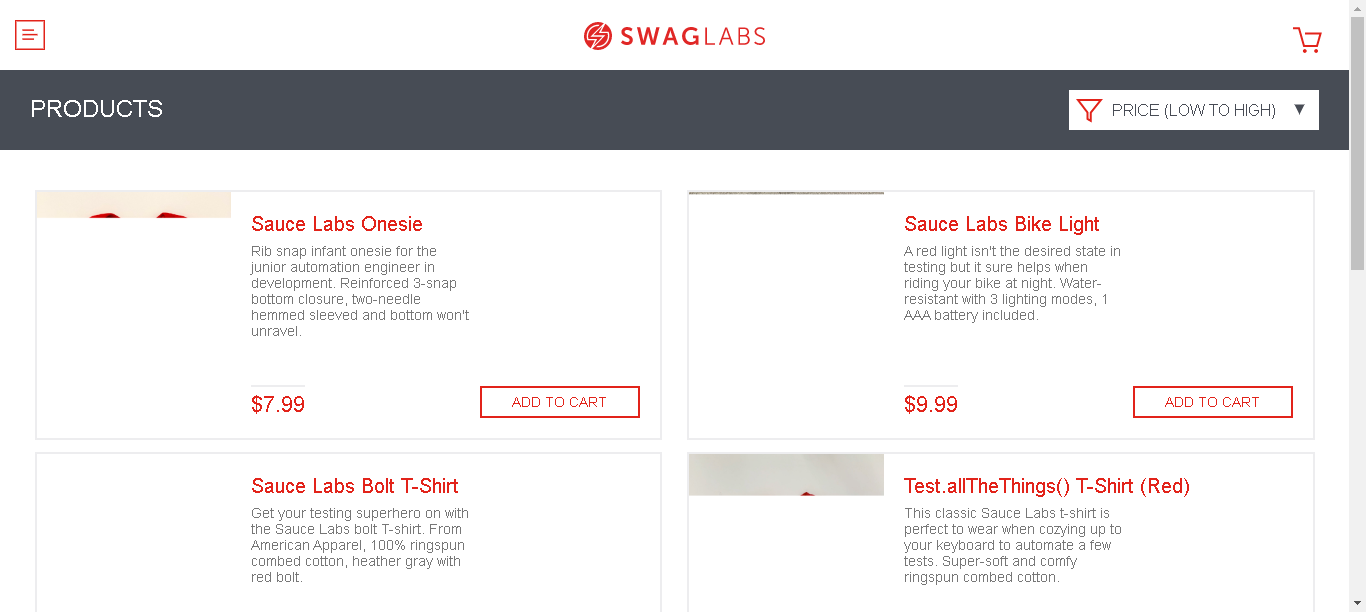 SWAGLABS
PRODUCTS
PRICE (LOW TO HIGH) ▼
Sauce Labs Onesie
Rib snap infant onesie for the
junior automation engineer in
development. Reinforced 3-snap
bottom closure, two-needle
hemmed sleeved and bottom won't
unravel.
$7.99
ADD TO CART
Sauce Labs Bike Light
A red light isn't the desired state in
testing but it sure helps when
riding your bike at night. Water-
resistant with 3 lighting modes, 1
AAA battery included.
$9.99
ADD TO CART
Sauce Labs Bolt T-Shirt
Get your testing superhero on with
the Sauce Labs bolt T-shirt. From
American Apparel, 100% ringspun
combed cotton, heather gray with
red bolt.
Test.allTheThings() T-Shirt (Red)
This classic Sauce Labs t-shirt is
perfect to wear when cozying up to
your keyboard to automate a few
tests. Super-soft and comfy
ringspun combed cotton.